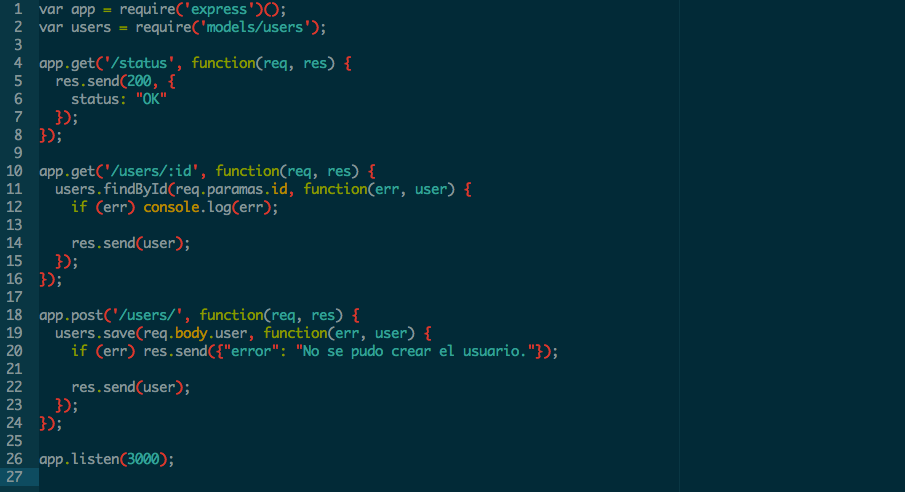 1 var app = require('express')();
2 var users = require('models/users');
3
4 app.get('/status', function(req, res) {
5   res.send(200, {
6     status: "OK"
7   });
8 });
9
10 app.get('/users/:id', function(req, res) {
11   users.findById(req.paramas.id, function(err, user) {
12     if (err) console.log(err);
13
14     res.send(user);
15   });
16 });
17
18 app.post('/users/', function(req, res) {
19   users.save(req.body.user, function(err, user) {
20     if (err) res.send({"error": "No se pudo crear el usuario."});
21
22     res.send(user);
23   });
24 });
25
26 app.listen(3000);
27